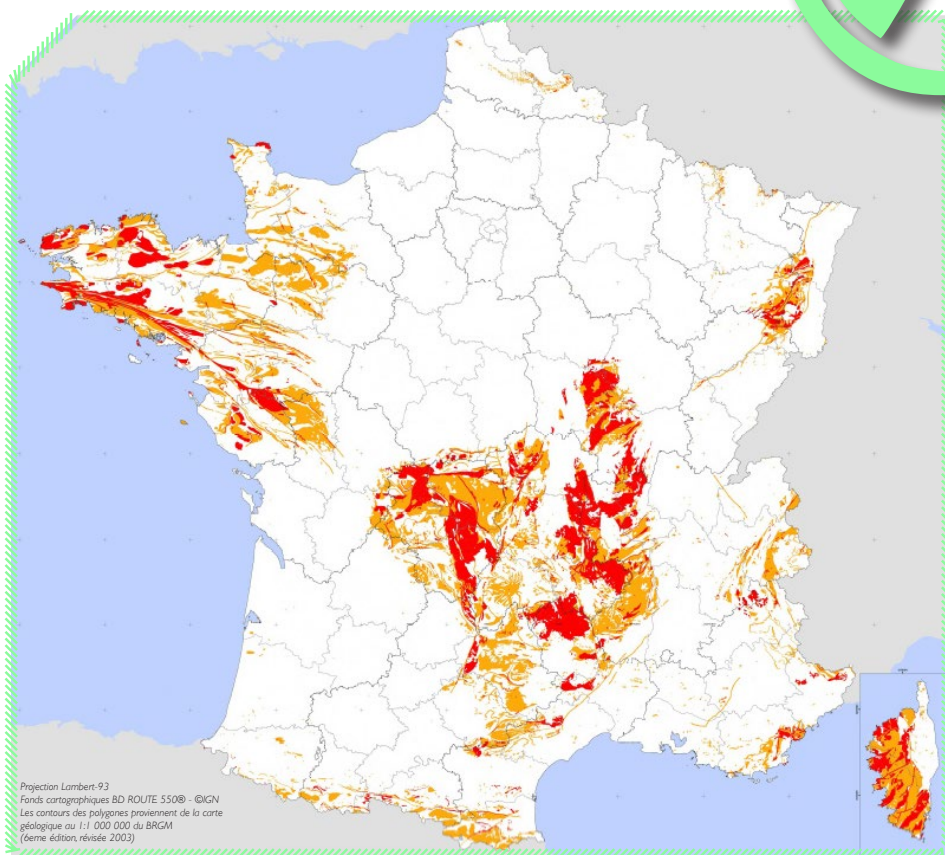 Projection Lambert-93
Fonds cartographiques BD ROUTE 550® - ©IGN
Les contours des polygones proviennent de la carte
géologique au 1:1 000 000 du BRGM
(6eme édition, révisée 2003)